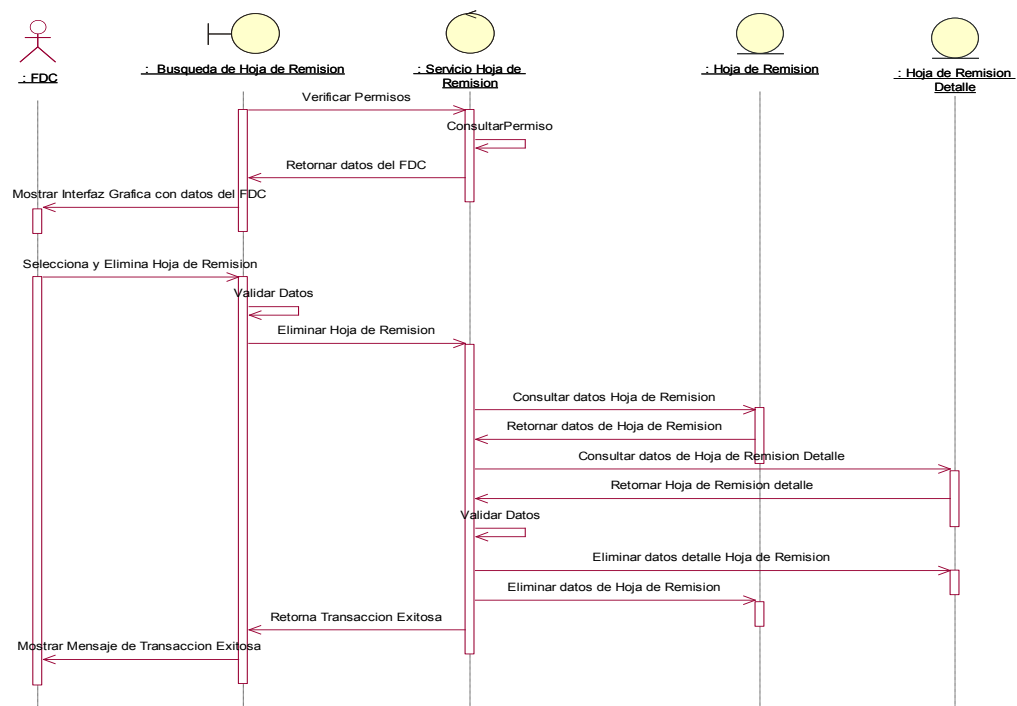 : FDC
: Busqueda de Hoja de Remision
: Servicio Hoja de
Remision
: Hoja de Remision
: Hoja de Remision
Detalle
Verificar Permisos
ConsultarPermiso
Retornar datos del FDC
Mostrar Interfaz Grafica con datos del FDC
Selecciona y Elimina Hoja de Remision
Validar Datos
Eliminar Hoja de Remision
Consultar datos Hoja de Remision
Retornar datos de Hoja de Remision
Consultar datos de Hoja de Remision Detalle
Retornar Hoja de Remision detalle
Validar Datos
Eliminar datos detalle Hoja de Remision
Eliminar datos de Hoja de Remision
Retorna Transaccion Exitosa
Mostrar Mensaje de Transaccion Exitosa